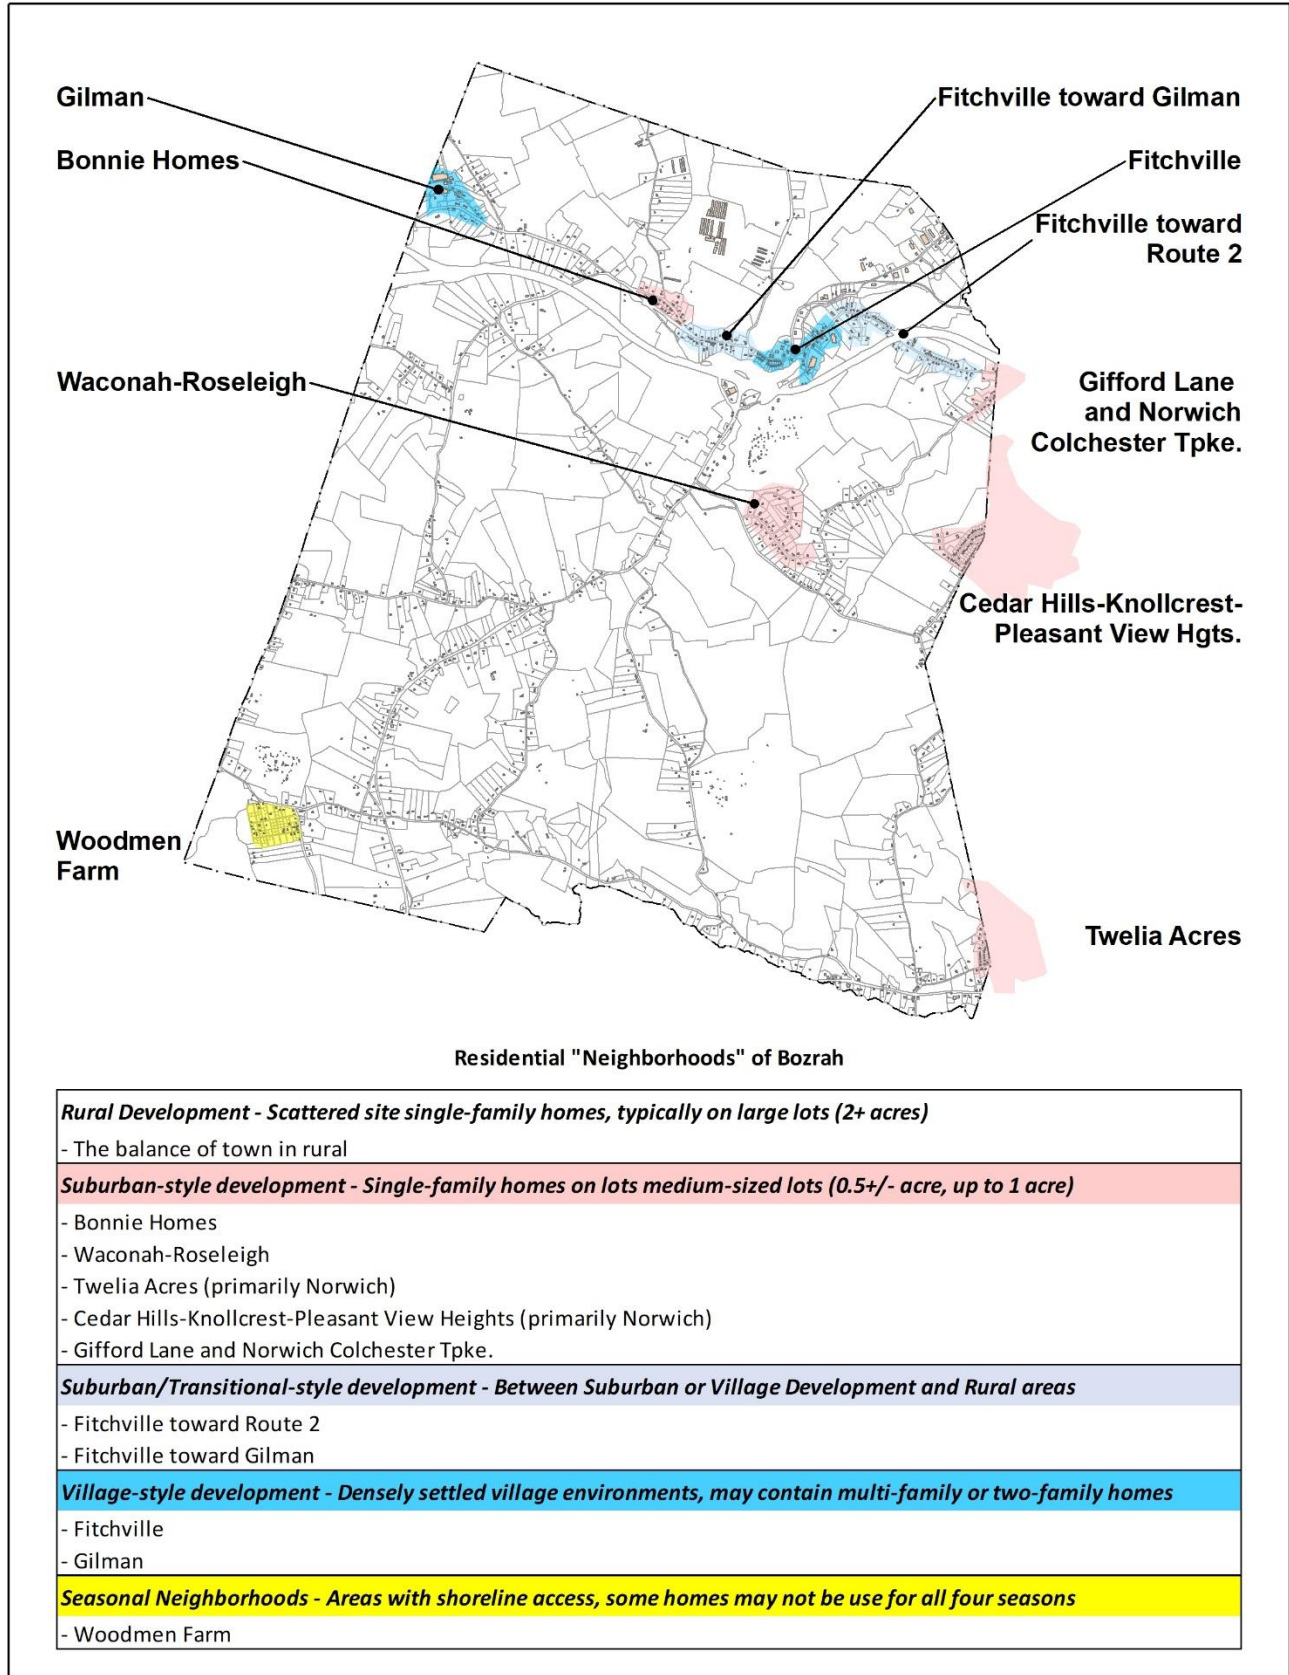 Gilman
Bonnie Homes
Fitchville toward Gilman
Fitchville
Fitchville toward
Route 2
Waconah-Roseleigh
Gifford Lane
and Norwich
Colchester Tpke.
Cedar Hills-Knollcrest-
Pleasant View Hgts.
Woodmen
Farm
Twelia Acres
Residential "Neighborhoods" of Bozrah
Rural Development - Scattered site single-family homes, typically on large lots (2+ acres)
- The balance of town in rural
Suburban-style development - Single-family homes on lots medium-sized lots (0.5+/- acre, up to 1 acre)
- Bonnie Homes
- Waconah-Roseleigh
- Twelia Acres (primarily Norwich)
- Cedar Hills-Knollcrest-Pleasant View Heights (primarily Norwich)
- Gifford Lane and Norwich Colchester Tpke.
Suburban/Transitional-style development - Between Suburban or Village Development and Rural areas
- Fitchville toward Route 2
- Fitchville toward Gilman
Village-style development - Densely settled village environments, may contain multi-family or two-family homes
- Fitchville
- Gilman
Seasonal Neighborhoods - Areas with shoreline access, some homes may not be use for all four seasons
- Woodmen Farm